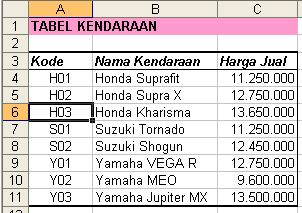 A B C
1 TABEL KENDARAAN
2
3 Kode Nama Kendaraan Harga Jual
4 H01 Honda Suprafit 11.250.000
5 H02 Honda Supra X 12.750.000
6 H03 Honda Kharisma 13.650.000
7 S01 Suzuki Tornado 11.250.000
8 S02 Suzuki Shogun 12.450.000
9 Y01 Yamaha VEGA R 12.750.000
10 Y02 Yamaha MEO 9.600.000
11 Y03 Yamaha Jupiter MX 13.500.000